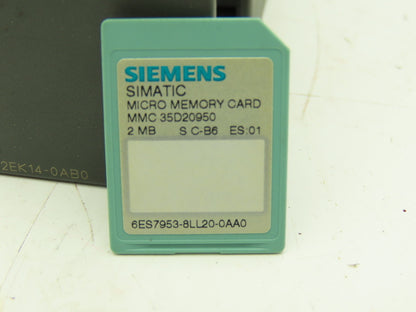 SIEMENS
SIMATIC
MICRO MEMORY CARD
MMC 35D20950
2 MB S C-B6 ES:01
2EK14-0AB0
6ES7953-8LL20-0AA0